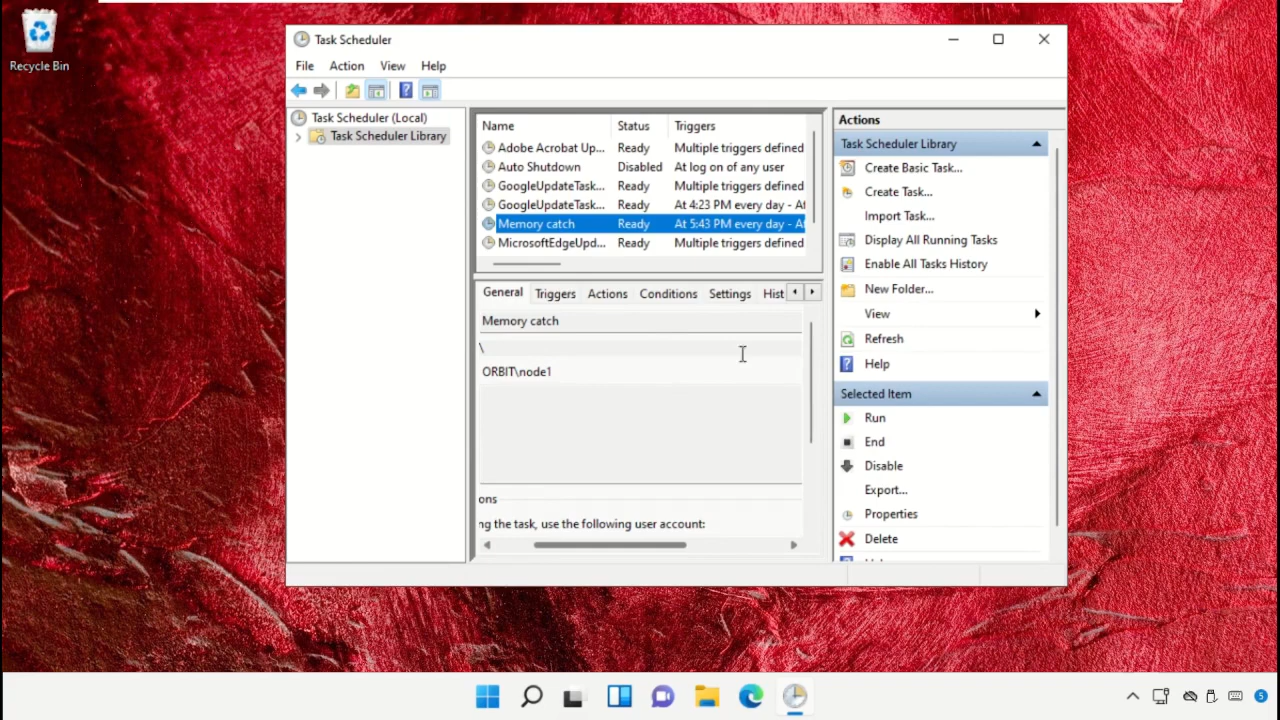 Recycle Bin
Task Scheduler
File Action View Help
Task Scheduler (Local)
Task Scheduler Library
Name Status Triggers
Adobe Acrobat Up... Ready Multiple triggers defined
Auto Shutdown Disabled At log on of any user
GoogleUpdateTask... Ready Multiple triggers defined
GoogleUpdateTask... Ready At 4:23 PM every day - Af
Memory catch Ready At 5:43 PM every day - Af
MicrosoftEdgeUpd... Ready Multiple triggers defined
General Triggers Actions Conditions Settings Hist
Memory catch
\
ORBIT\node1
ons
ng the task, use the following user account:
Actions
Task Scheduler Library
Create Basic Task...
Create Task...
Import Task...
Display All Running Tasks
Enable All Tasks History
New Folder...
View
Refresh
Help
Selected Item
Run
End
Disable
Export...
Properties
Delete
5